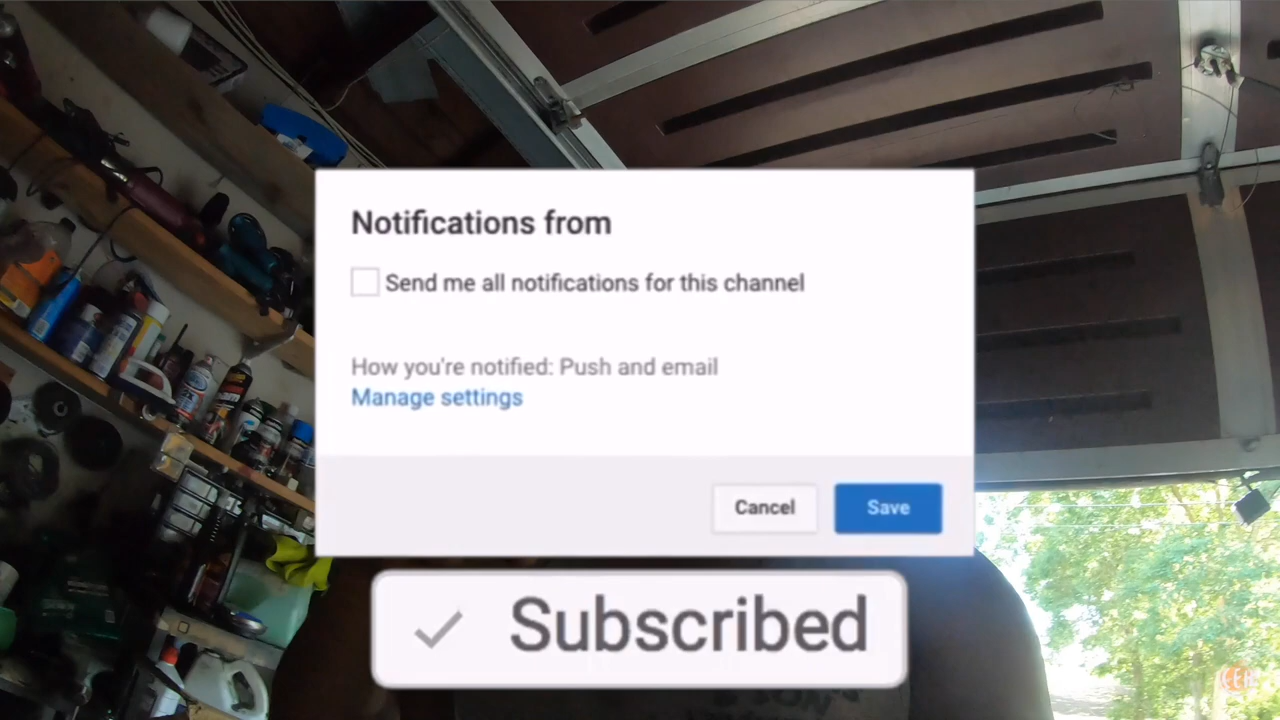 Notifications from
Send me all notifications for this channel
How you're notified: Push and email
Manage settings
Cancel
Save
Subscribed